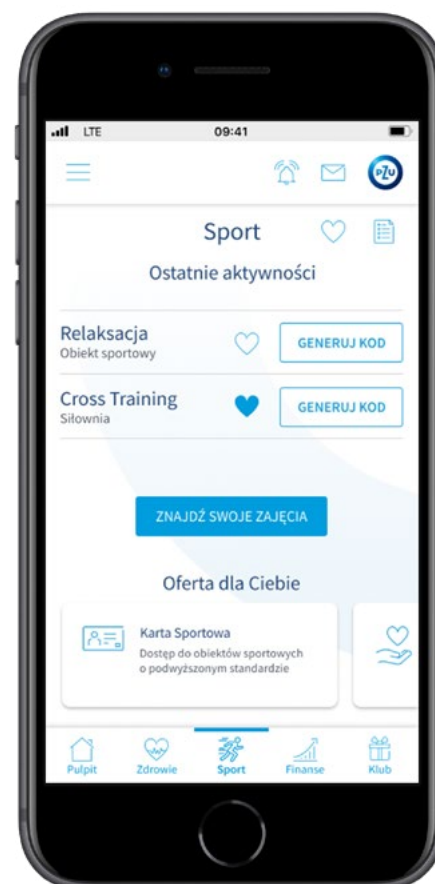 LTE 09:41
PZU
Sport
Ostatnie aktywności
Relaksacja
Obiekt sportowy
GENERUJ KOD
Cross Training
Siłownia
GENERUJ KOD
ZNAJDŹ SWOJE ZAJĘCIA
Oferta dla Ciebie
Karta Sportowa
Dostęp do obiektów sportowych
o podwyższonym standardzie
Pulpit Zdrowie Sport Finanse Klub